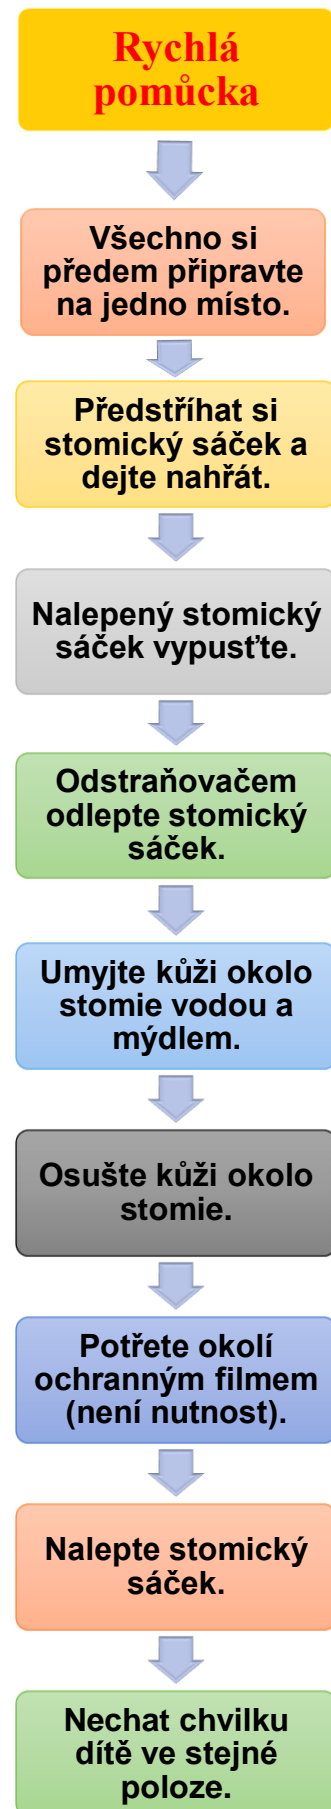 Rychlá
pomůcka
Všechno si
předem připravte
na jedno místo.
Předstříhat si
stomický sáček a
dejte nahřát.
Nalepený stomický
sáček vypusťte.
Odstraňovačem
odlepte stomický
sáček.
Umyjte kůži okolo
stomie vodou a
mýdlem.
Osušte kůži okolo
stomie.
Potřete okolí
ochranným filmem
(není nutnost).
Nalepte stomický
sáček.
Nechat chvilku
dítě ve stejné
poloze.